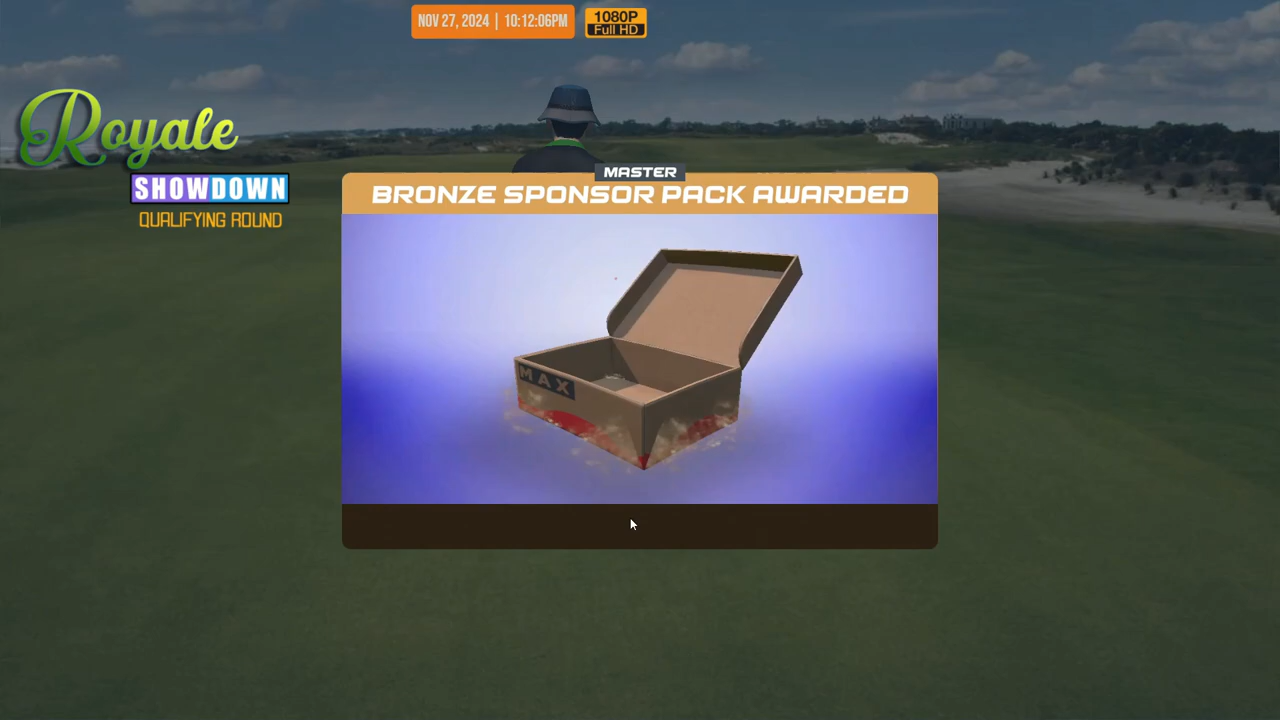 NOV 27, 2024 | 10:12:06PM
1080P
Full HD
Royale
SHOWDOWN
QUALIFYING ROUND
MASTER
BRONZE SPONSOR PACK AWARDED
MAX